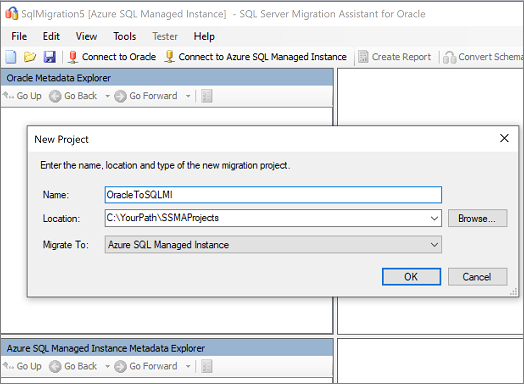 SqlMigration5 [Azure SQL Managed Instance] - SQL Server Migration Assistant for Oracle
File Edit View Tools Tester Help
Connect to Oracle Connect to Azure SQL Managed Instance Create Report Convert Schema
Oracle Metadata Explorer
Go Up Go Back Go Forward
New Project
Enter the name, location and type of the new migration project.
Name: OracleToSQLMI
Location: C:\YourPath\SSMAProjects Browse...
Migrate To: Azure SQL Managed Instance
OK Cancel
Azure SQL Managed Instance Metadata Explorer
Go Up Go Back Go Forward